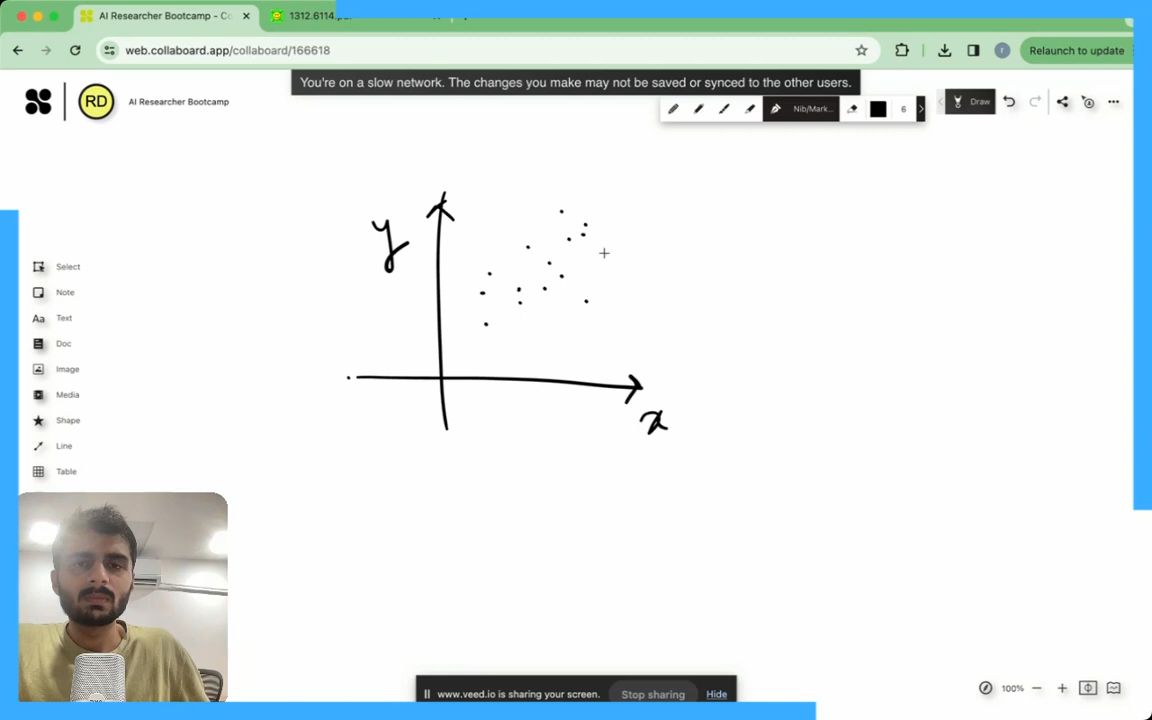 AI Researcher Bootcamp - Co
1312.6114.
web.collaboard.app/collaboard/166618
r
Relaunch to update
You're on a slow network. The changes you make may not be saved or synced to the other users.
RD
AI Researcher Bootcamp
Nib/Mark...
6
Draw
y
Select
Note
Aa Text
Doc
Image
Media
Shape
Line
Table
x
www.veed.io is sharing your screen.
Stop sharing
Hide
100%